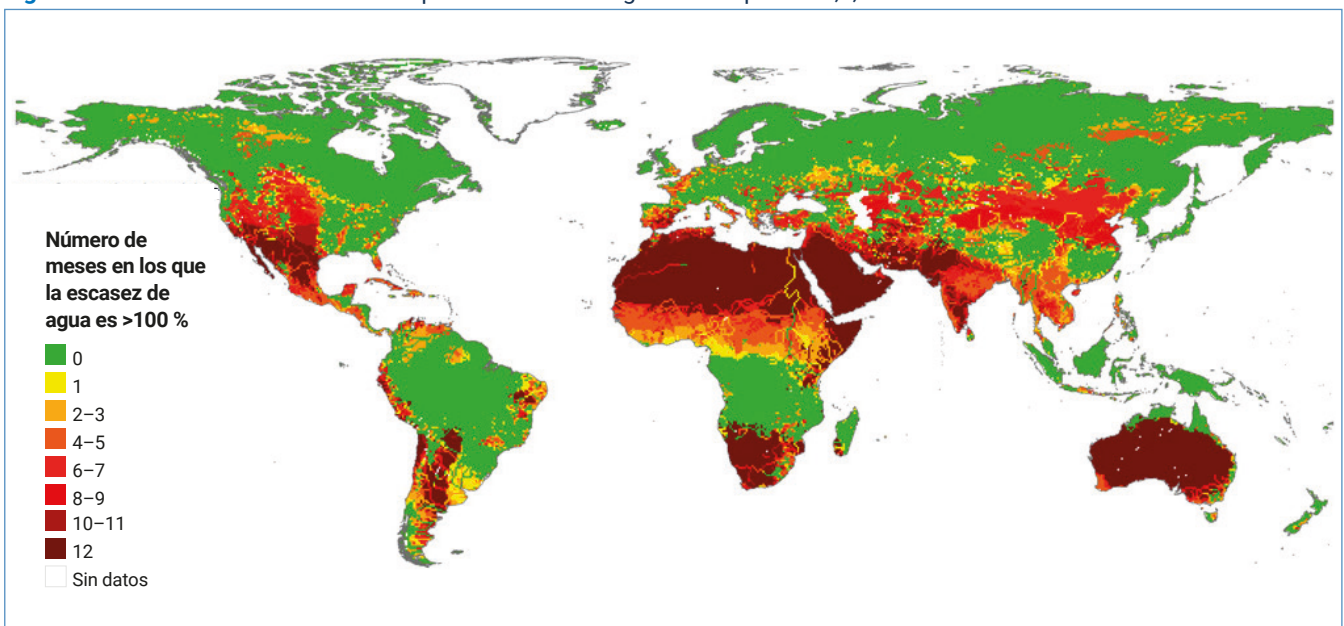 Número de
meses en los que
la escasez de
agua es >100 %
0
1
2–3
4–5
6–7
8–9
10–11
12
Sin datos